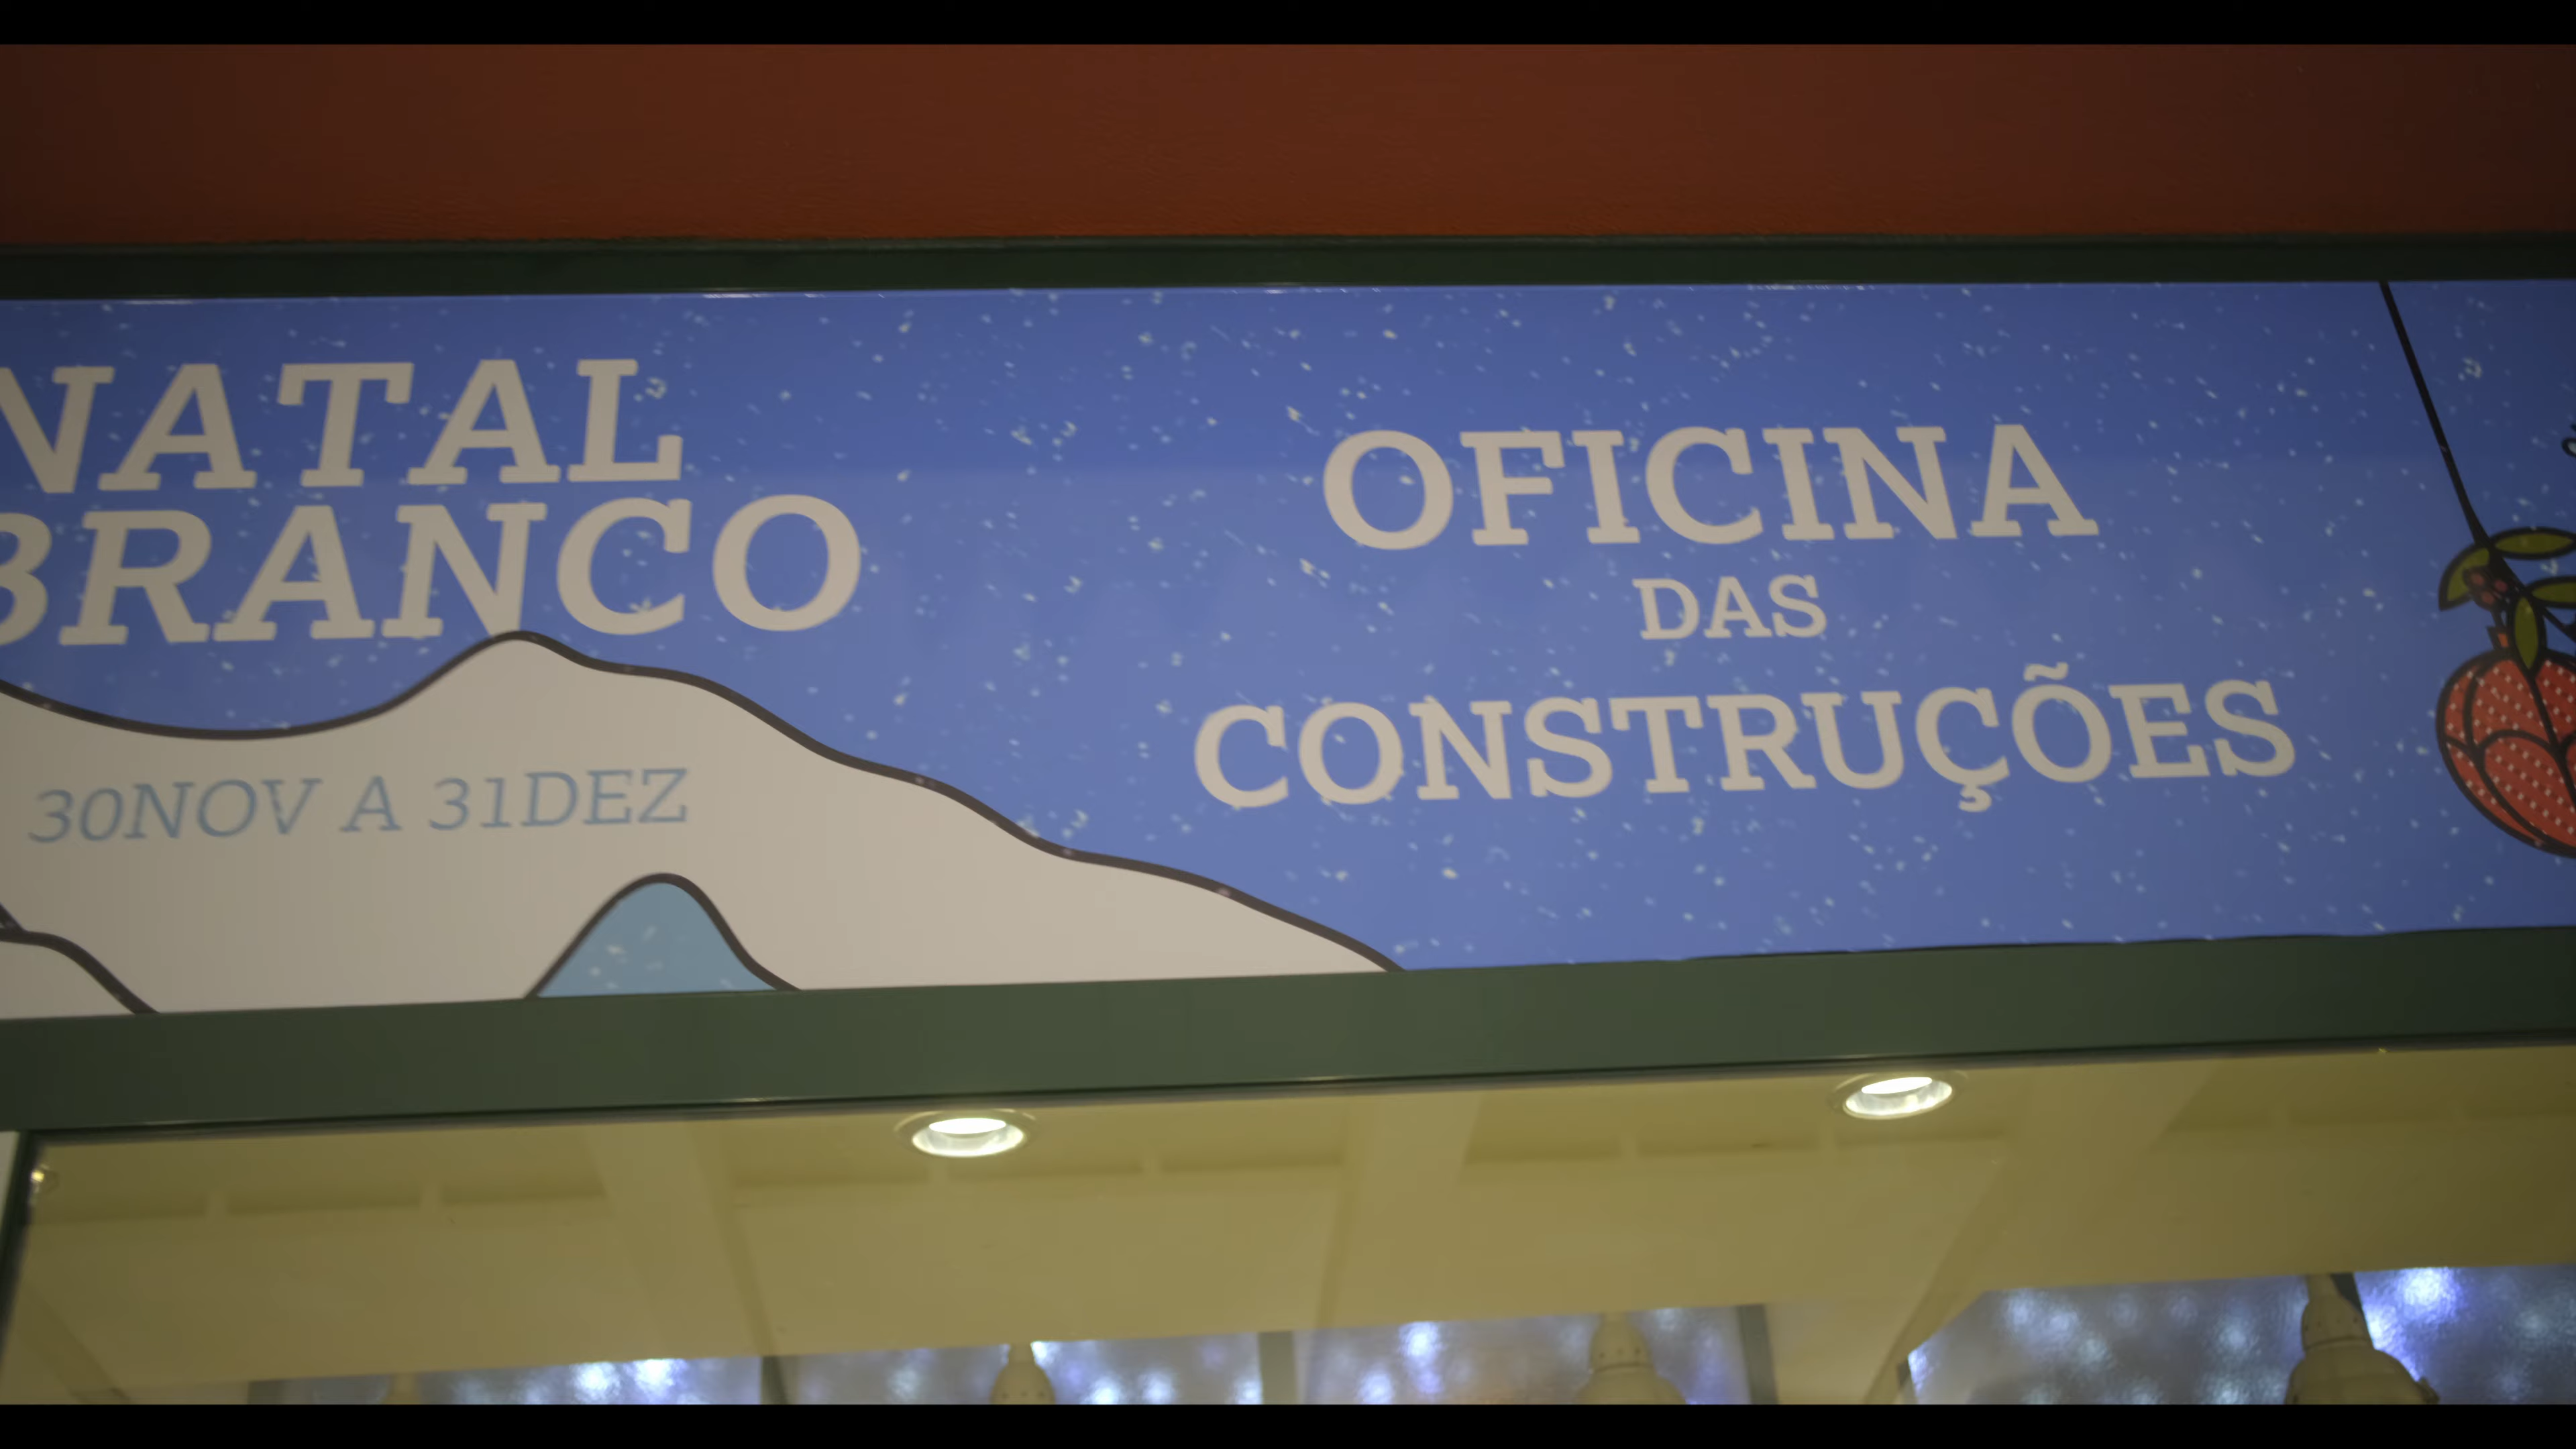 NATAL
BRANCO
30NOV A 31DEZ
OFICINA
DAS
CONSTRUÇÕES